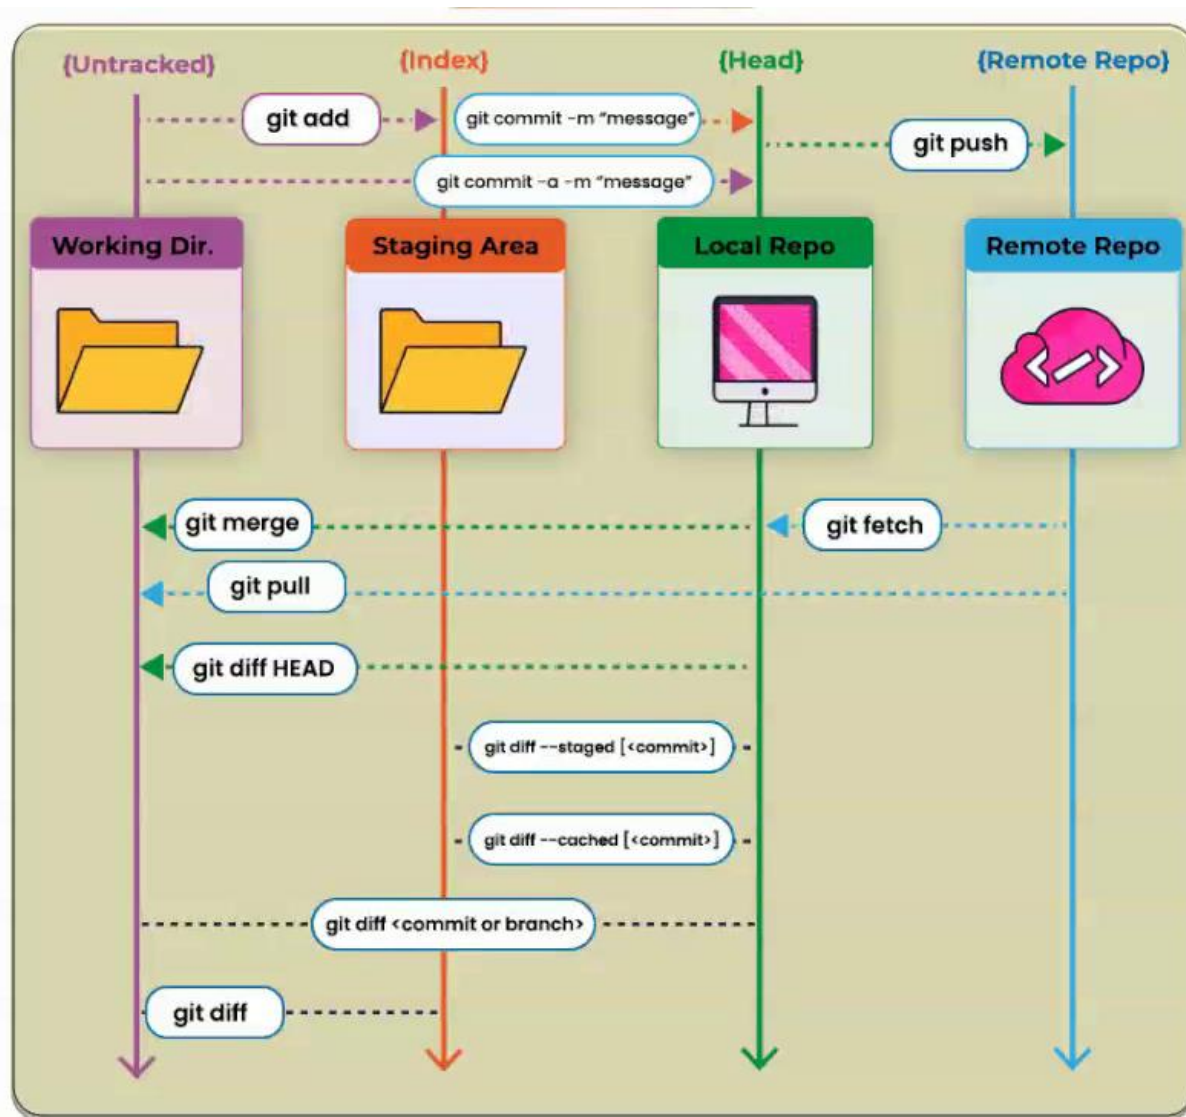 {Untracked}
{Index}
{Head}
{Remote Repo}
git add
git commit -m “message”
git push
git commit -a -m “message”
Working Dir.
Staging Area
Local Repo
Remote Repo
git merge
git fetch
git pull
git diff HEAD
git diff --staged [<commit>]
git diff --cached [<commit>]
git diff <commit or branch>
git diff